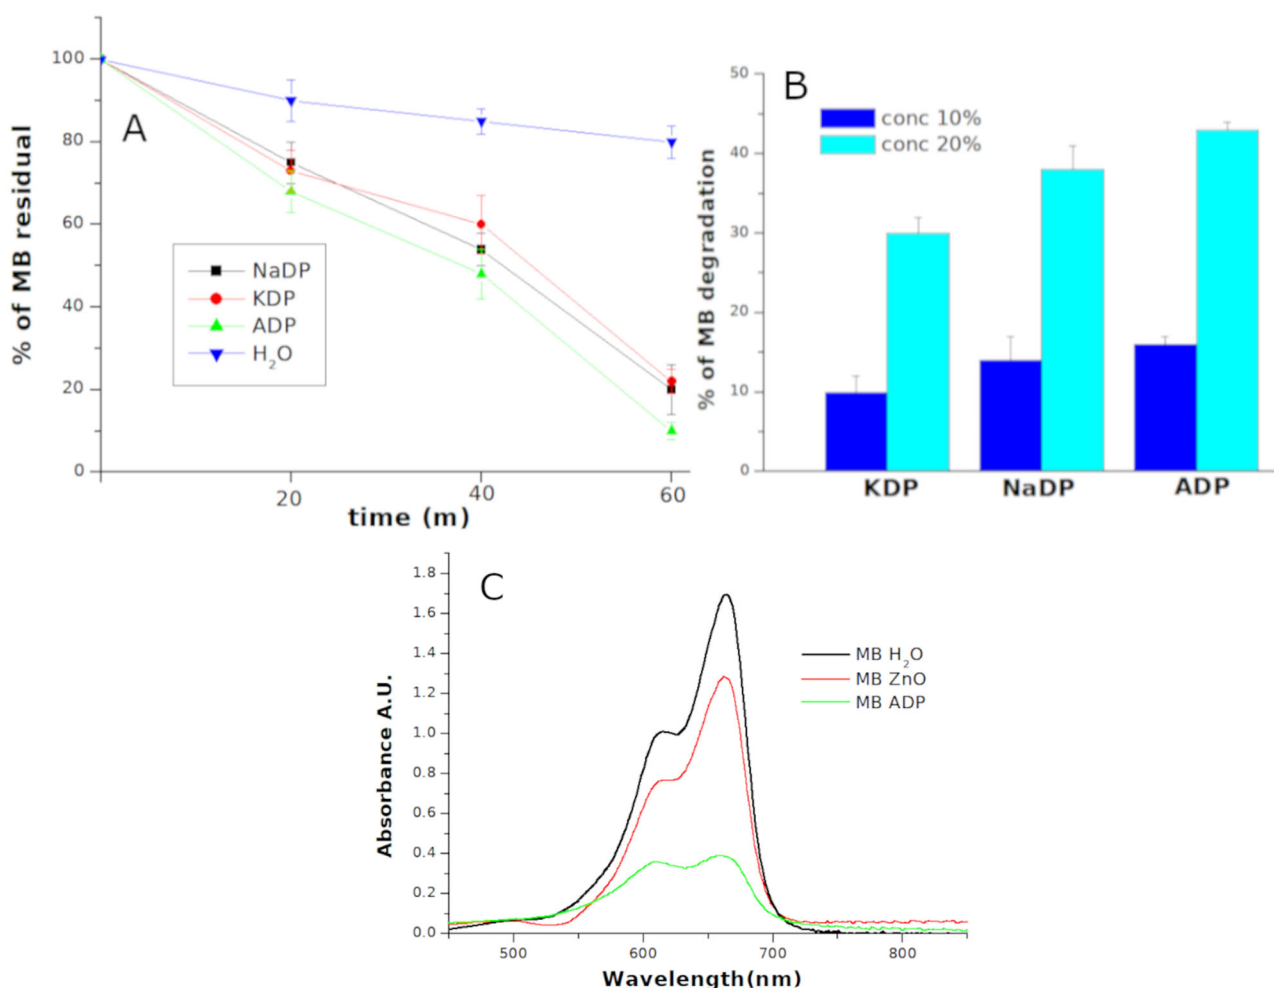 A
% of MB residual
100
80
60
40
20
0
NaDP
KDP
ADP
H₂O
20
40
60
time (m)
B
% of MB degradation
50
40
30
20
10
0
conc 10%
conc 20%
KDP
NaDP
ADP
C
Absorbance A.U.
1.8
1.6
1.4
1.2
1.0
0.8
0.6
0.4
0.2
0.0
MB H₂O
MB ZnO
MB ADP
500
600
700
800
Wavelength(nm)